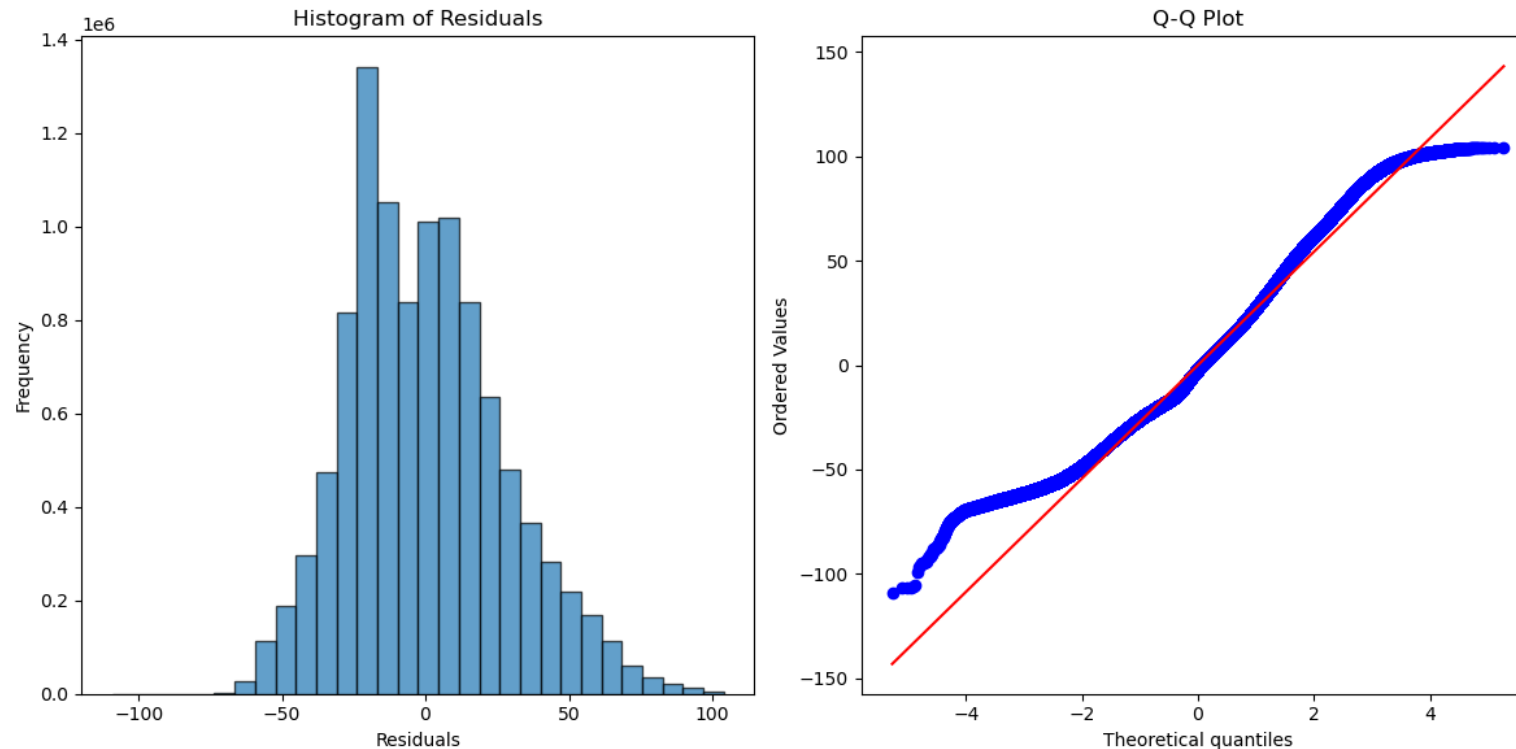 Histogram of Residuals
1e6
1.4
1.2
1.0
0.8
0.6
0.4
0.2
0.0
Frequency
−100 −50 0 50 100
Residuals
Q-Q Plot
150
100
50
0
−50
−100
−150
Ordered Values
−4 −2 0 2 4
Theoretical quantiles